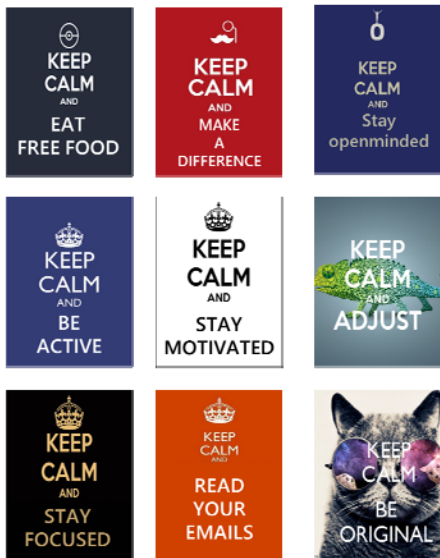 KEEP
CALM
AND
EAT
FREE FOOD
KEEP
CALM
AND
MAKE
A
DIFFERENCE
KEEP
CALM
AND
Stay
openminded
KEEP
CALM
AND
BE
ACTIVE
KEEP
CALM
AND
STAY
MOTIVATED
KEEP
CALM
AND
ADJUST
KEEP
CALM
AND
STAY
FOCUSED
KEEP
CALM
AND
READ
YOUR
EMAILS
KEEP
CALM
BE
ORIGINAL